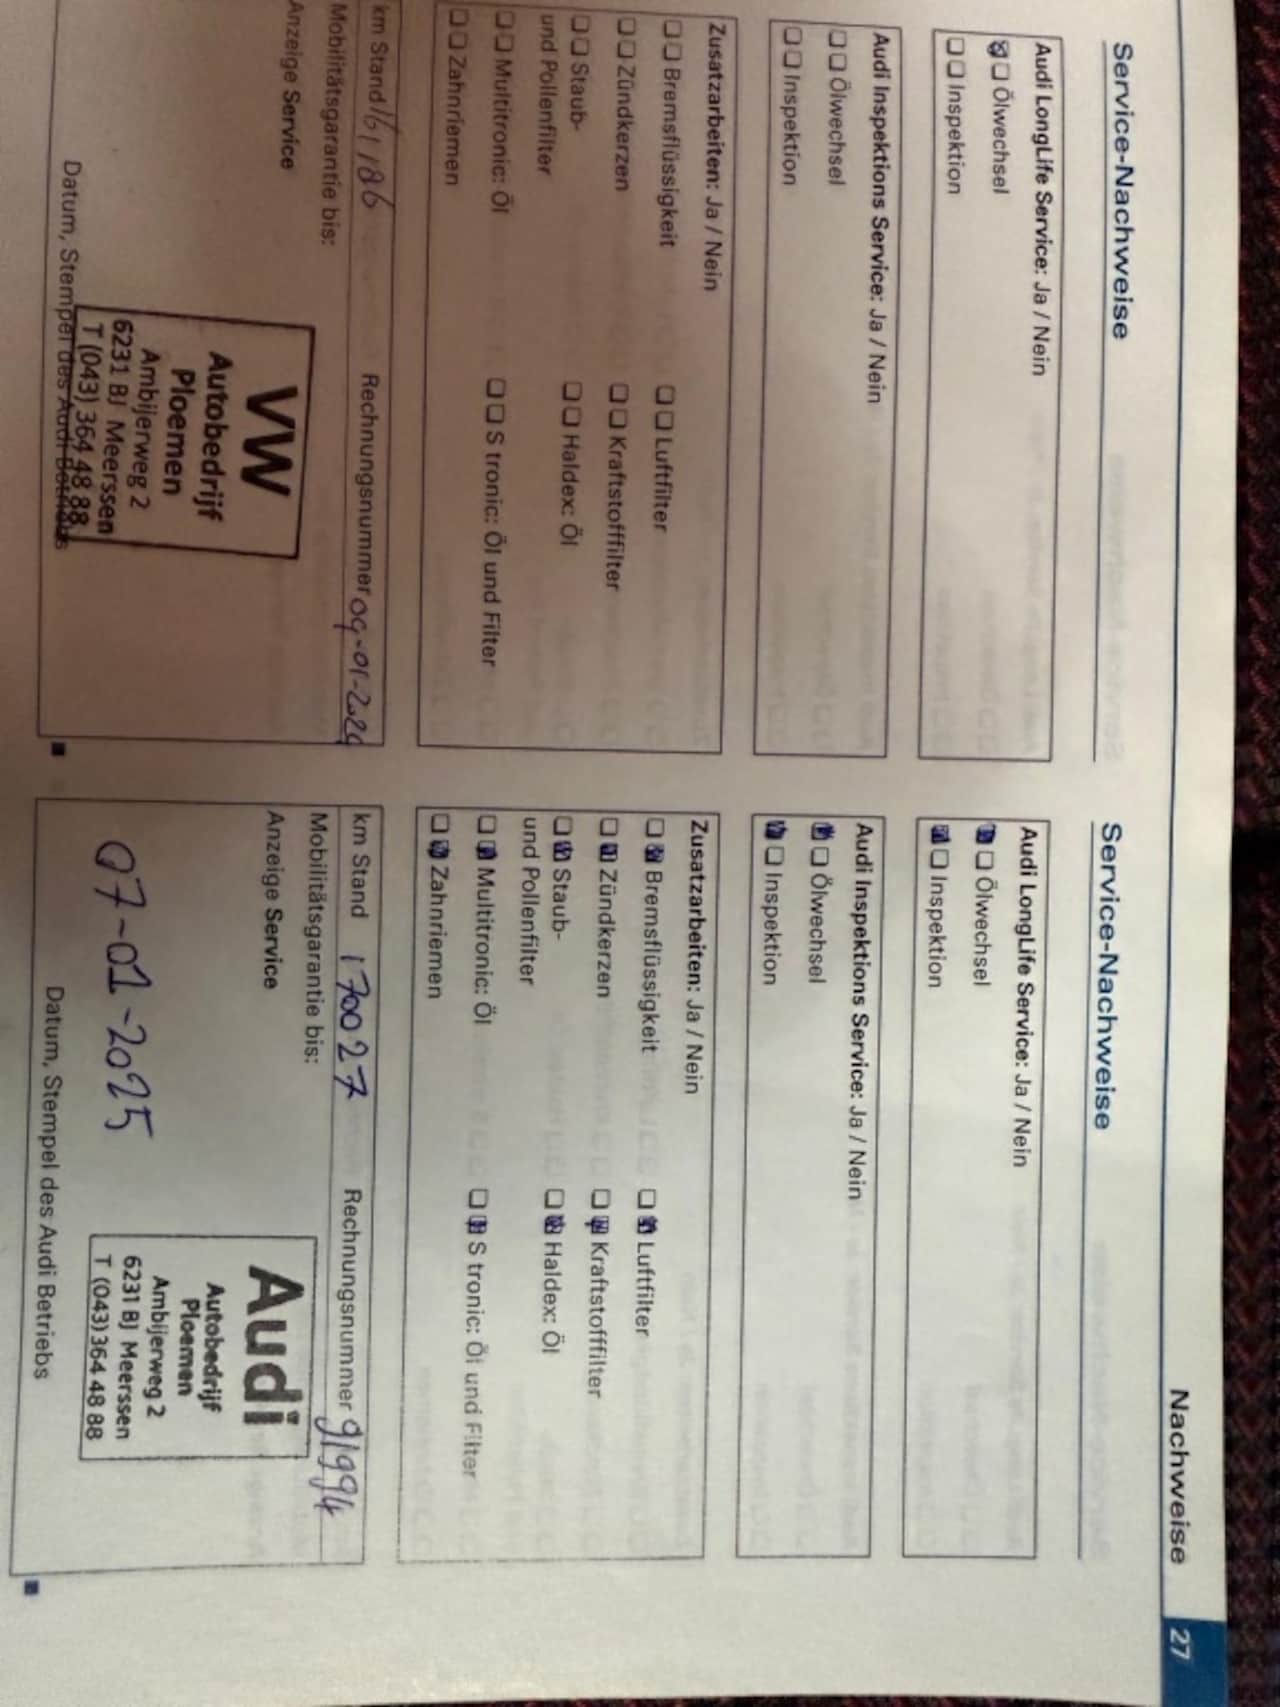 Nachweise 27
Service-Nachweise
Audi LongLife Service: Ja / Nein
Ölwechsel
Inspektion
Audi Inspektions Service: Ja / Nein
Ölwechsel
Inspektion
Zusatzarbeiten: Ja / Nein
Bremsflüssigkeit Luftfilter
Zündkerzen Kraftstofffilter
Staub- Haldex: Öl
und Pollenfilter
Multitronic: Öl S tronic: Öl und Filter
Zahnriemen
km Stand 161186 Rechnungsnummer 09-01-2024
Mobilitätsgarantie bis:
Anzeige Service
VW
Autobedrijf
Ploemen
Ambijerweg 2
6231 BJ Meerssen
T (043) 364 48 88
Datum, Stempel des Audi Betriebs
Service-Nachweise
Audi LongLife Service: Ja / Nein
Ölwechsel
Inspektion
Audi Inspektions Service: Ja / Nein
Ölwechsel
Inspektion
Zusatzarbeiten: Ja / Nein
Bremsflüssigkeit Luftfilter
Zündkerzen Kraftstofffilter
Staub- Haldex: Öl
und Pollenfilter
Multitronic: Öl S tronic: Öl und Filter
Zahnriemen
km Stand 170027 Rechnungsnummer 91994
Mobilitätsgarantie bis:
Anzeige Service
Audi
Autobedrijf
Ploemen
Ambijerweg 2
6231 BJ Meerssen
T (043) 364 48 88
07-01-2025
Datum, Stempel des Audi Betriebs